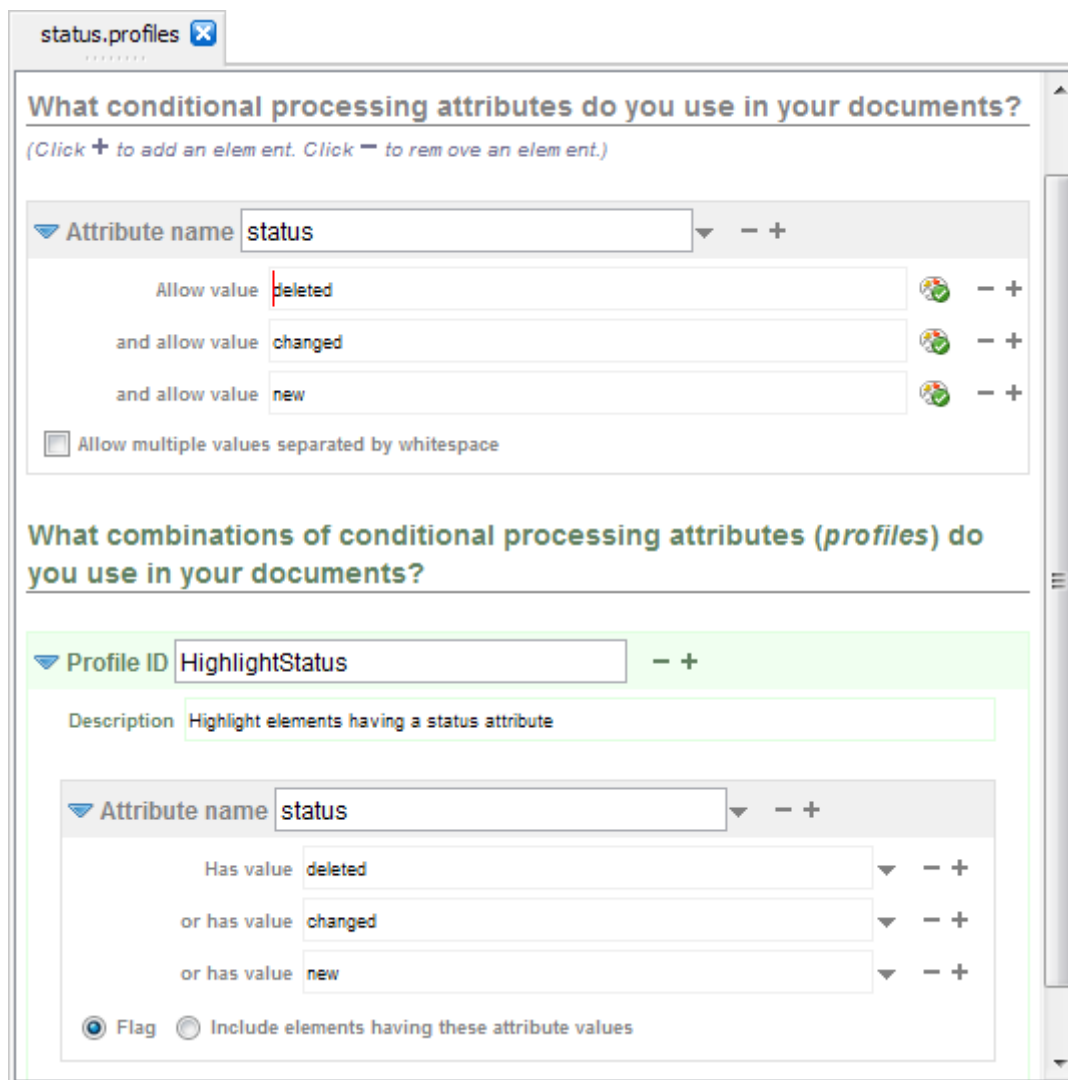 status.profiles
What conditional processing attributes do you use in your documents?
(Click + to add an element. Click − to remove an element.)
Attribute name status
Allow value deleted
and allow value changed
and allow value new
Allow multiple values separated by whitespace
What combinations of conditional processing attributes (profiles) do
you use in your documents?
Profile ID HighlightStatus
Description Highlight elements having a status attribute
Attribute name status
Has value deleted
or has value changed
or has value new
Flag Include elements having these attribute values